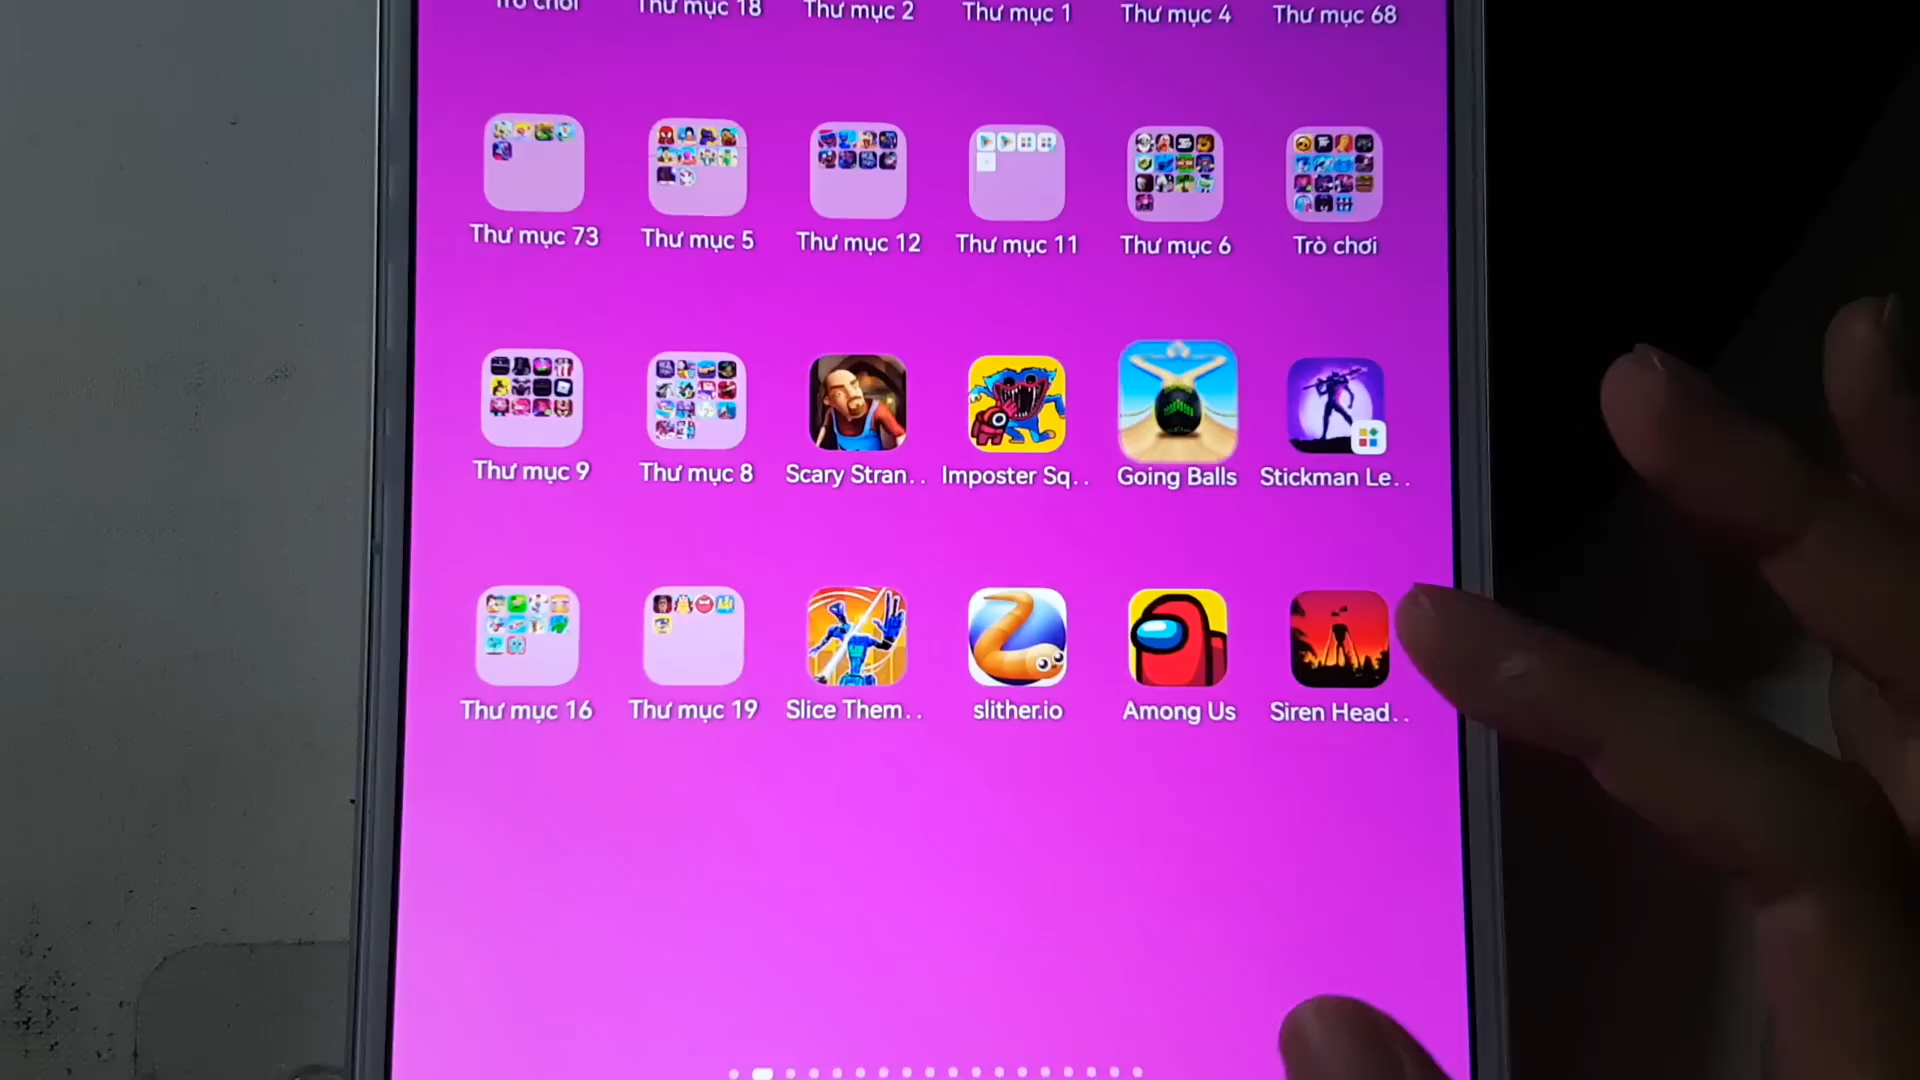 Trò chơi
Thư mục 18
Thư mục 2
Thư mục 1
Thư mục 4
Thư mục 68
Thư mục 73
Thư mục 5
Thư mục 12
Thư mục 11
Thư mục 6
Trò chơi
Thư mục 9
Thư mục 8
Scary Stran..
Imposter Sq..
Going Balls
Stickman Le..
Thư mục 16
Thư mục 19
Slice Them..
slither.io
Among Us
Siren Head..